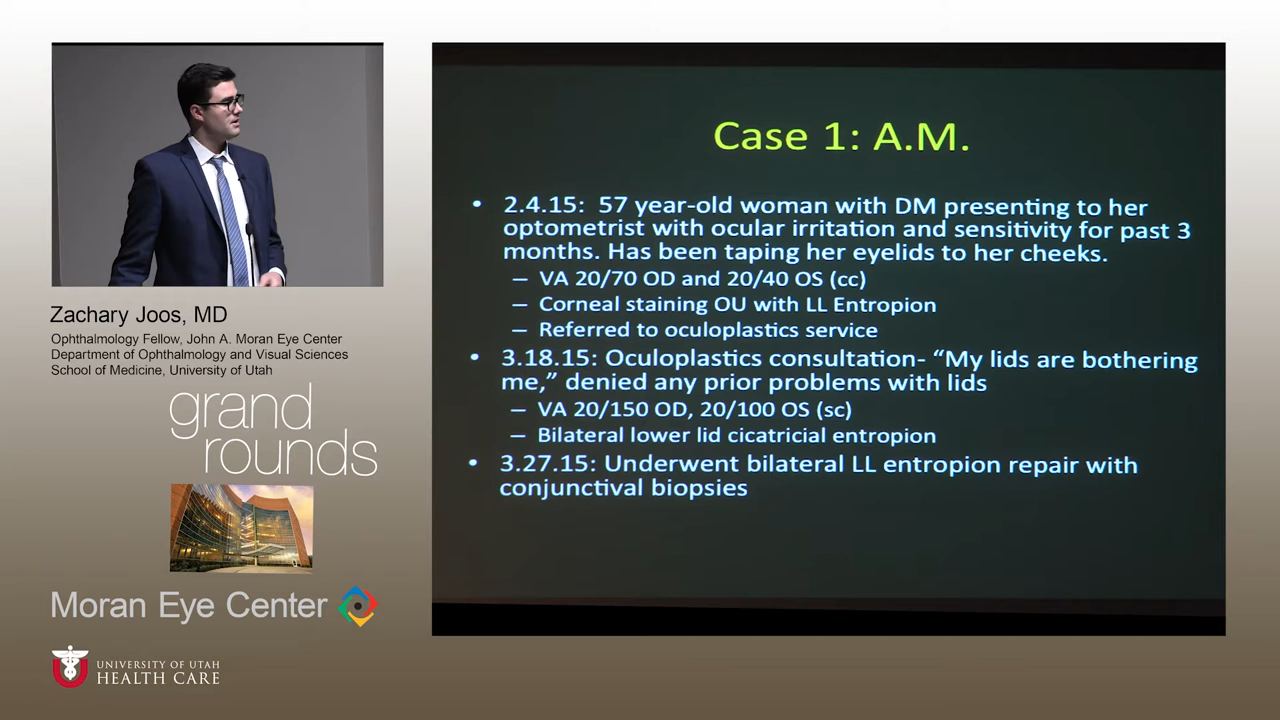 Case 1: A.M.
• 2.4.15: 57 year-old woman with DM presenting to her
optometrist with ocular irritation and sensitivity for past 3
months. Has been taping her eyelids to her cheeks.
– VA 20/70 OD and 20/40 OS (cc)
– Corneal staining OU with LL Entropion
– Referred to oculoplastics service
• 3.18.15: Oculoplastics consultation- “My lids are bothering
me,” denied any prior problems with lids
– VA 20/150 OD, 20/100 OS (sc)
– Bilateral lower lid cicatricial entropion
• 3.27.15: Underwent bilateral LL entropion repair with
conjunctival biopsies
Zachary Joos, MD
Ophthalmology Fellow, John A. Moran Eye Center
Department of Ophthalmology and Visual Sciences
School of Medicine, University of Utah
grand
rounds
Moran Eye Center
UNIVERSITY OF UTAH
HEALTH CARE